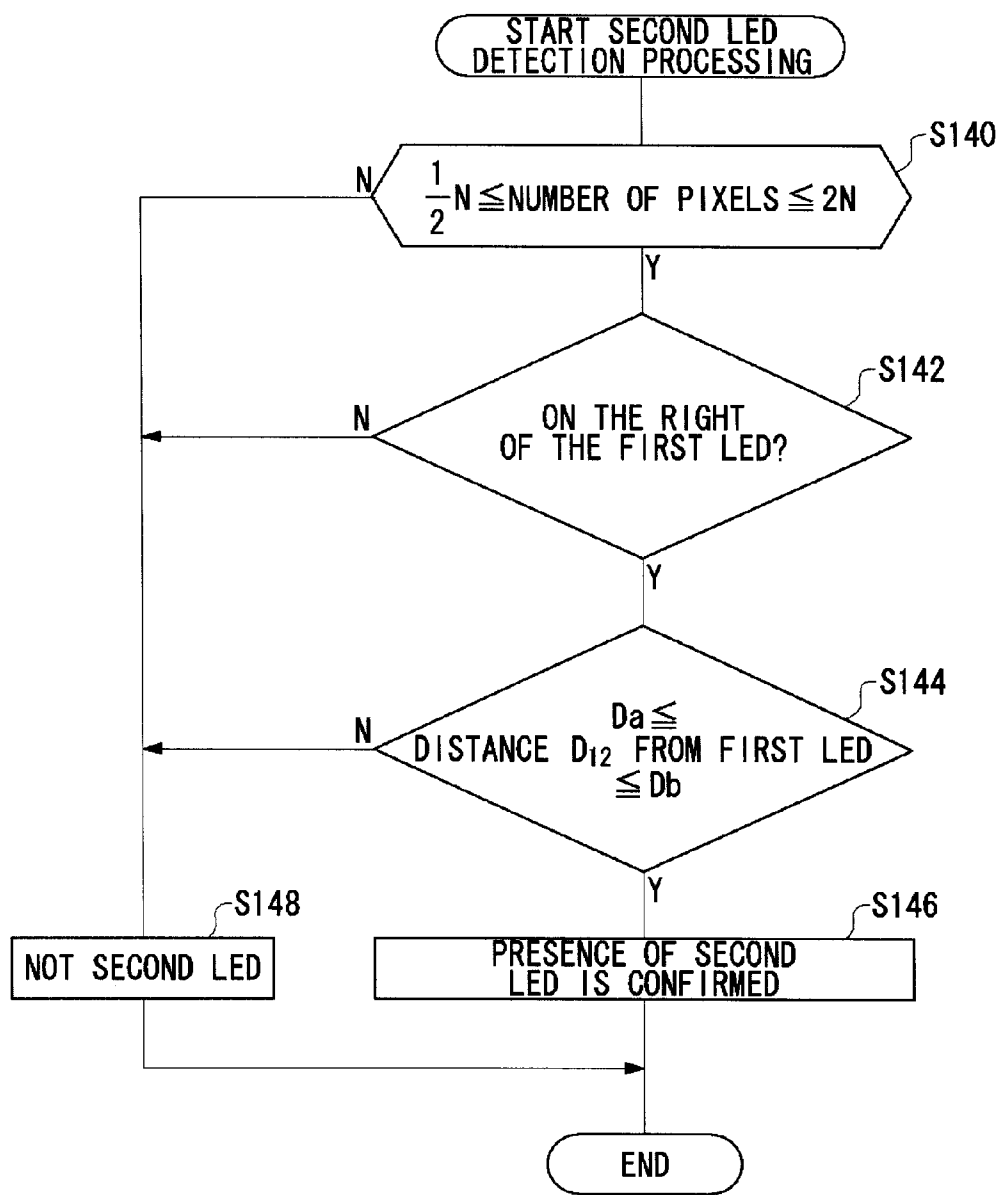 START SECOND LED
DETECTION PROCESSING
S140
N
1/2 N ≦ NUMBER OF PIXELS ≦ 2N
Y
S142
N
ON THE RIGHT
OF THE FIRST LED?
Y
S144
N
Da ≦
DISTANCE D12 FROM FIRST LED
≦ Db
Y
S148
NOT SECOND LED
S146
PRESENCE OF SECOND
LED IS CONFIRMED
END